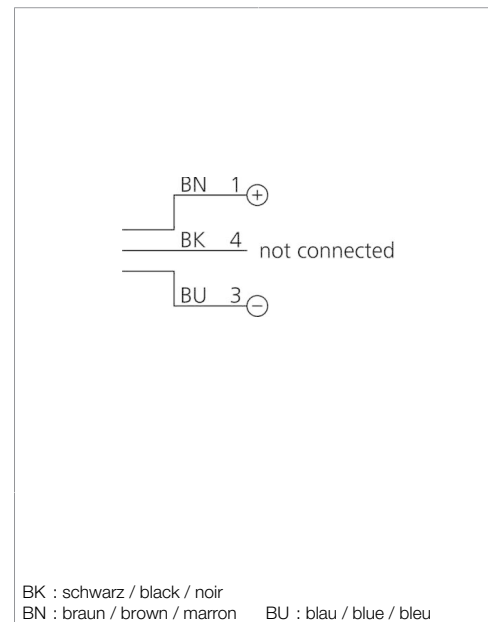 BN 1 +
BK 4 not connected
BU 3 −
BK : schwarz / black / noir
BN : braun / brown / marron BU : blau / blue / bleu